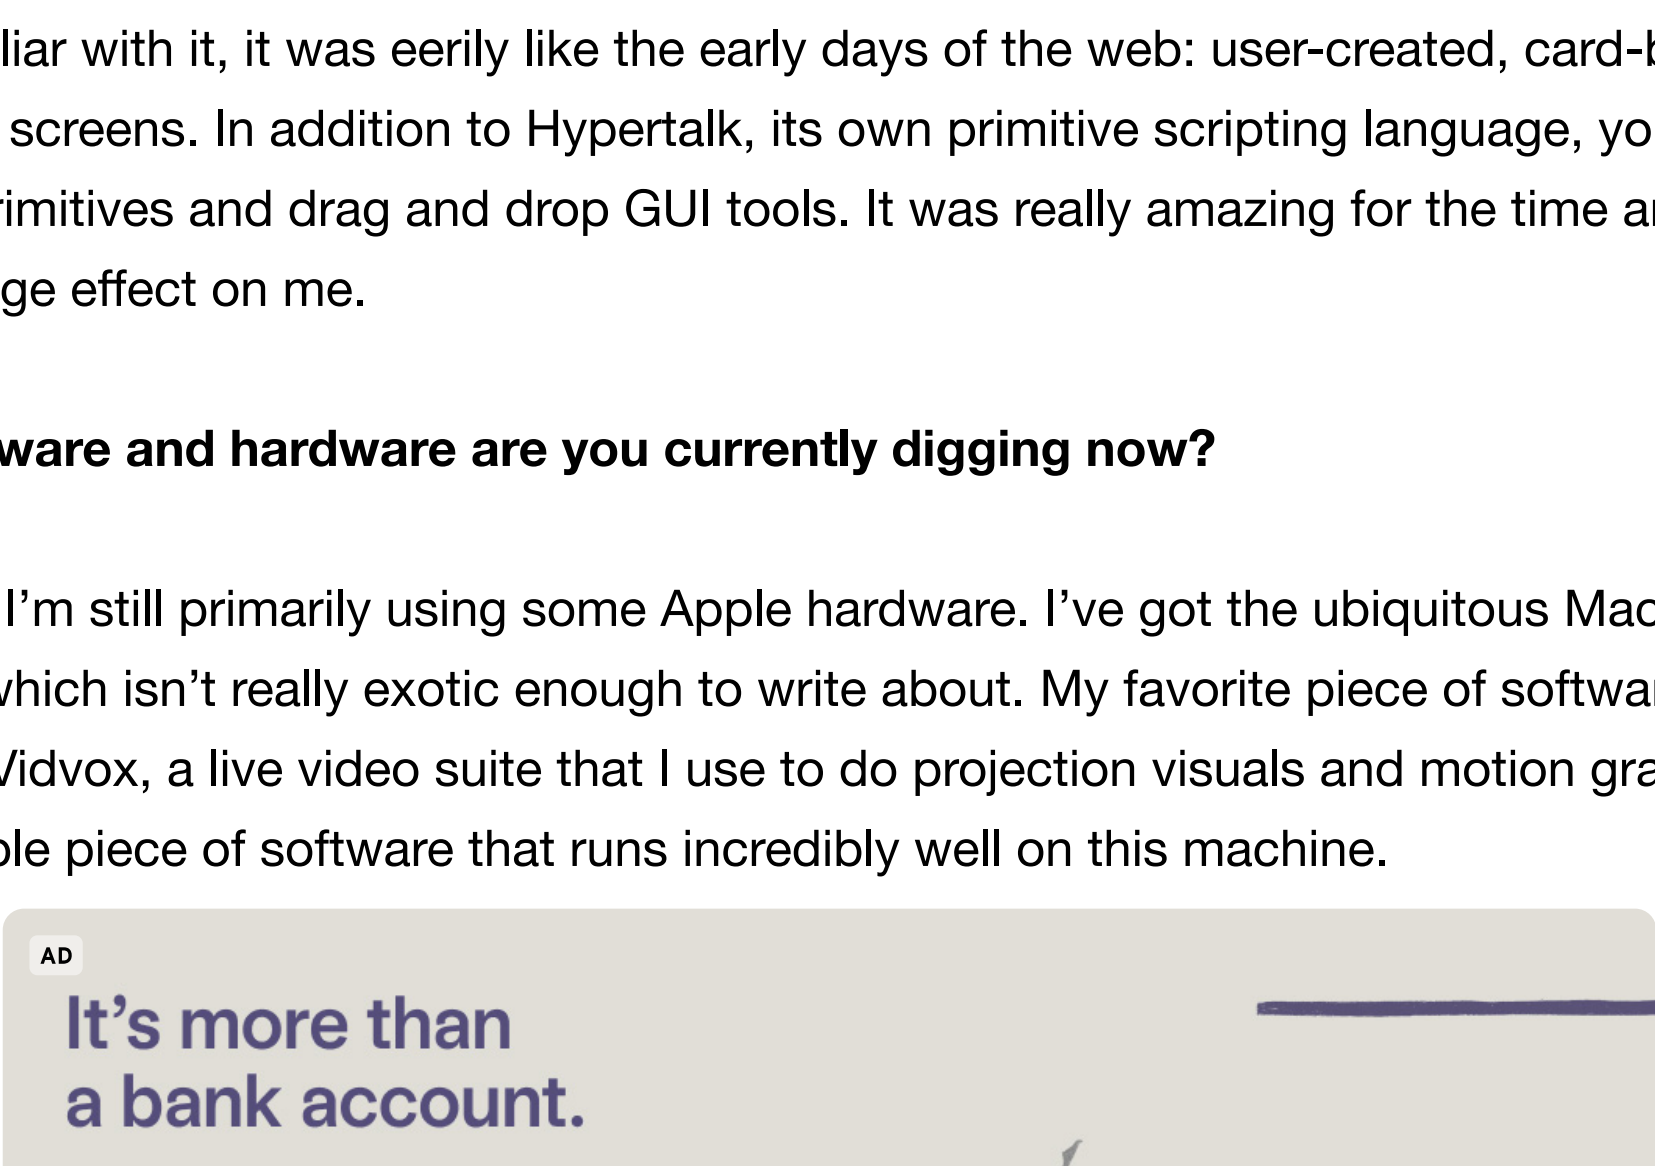 liar with it, it was eerily like the early days of the web: user-created, card-b
screens. In addition to Hypertalk, its own primitive scripting language, yo
rimitives and drag and drop GUI tools. It was really amazing for the time a
ge effect on me.
ware and hardware are you currently digging now?
I’m still primarily using some Apple hardware. I’ve got the ubiquitous Mac
which isn’t really exotic enough to write about. My favorite piece of softwa
Vidvox, a live video suite that I use to do projection visuals and motion gra
ble piece of software that runs incredibly well on this machine.
AD
It’s more than
a bank account.